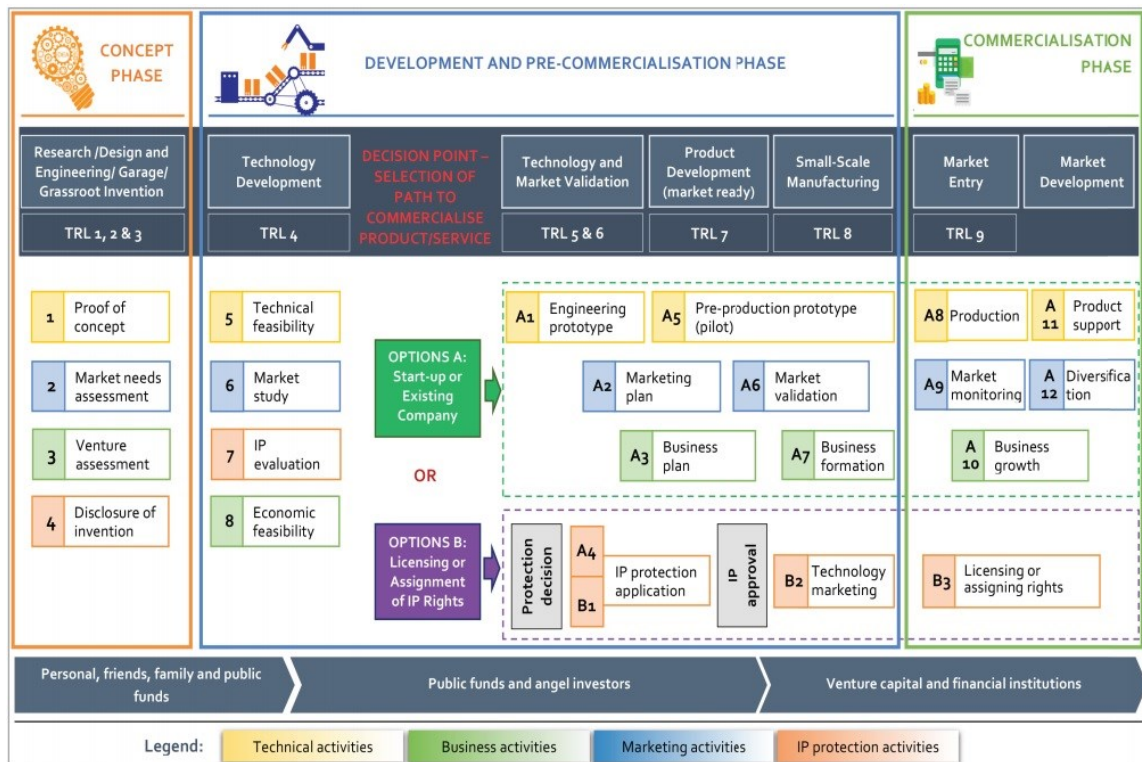 CONCEPT
PHASE
DEVELOPMENT AND PRE-COMMERCIALISATION PHASE
COMMERCIALISATION
PHASE
Research /Design and
Engineering/ Garage/
Grassroot Invention
TRL 1, 2 & 3
Technology
Development
TRL 4
DECISION POINT –
SELECTION OF
PATH TO
COMMERCIALISE
PRODUCT/SERVICE
Technology and
Market Validation
TRL 5 & 6
Product
Development
(market ready)
TRL 7
Small-Scale
Manufacturing
TRL 8
Market
Entry
TRL 9
Market
Development
1
Proof of
concept
2
Market needs
assessment
3
Venture
assessment
4
Disclosure of
invention
5
Technical
feasibility
6
Market
study
7
IP
evaluation
8
Economic
feasibility
OPTIONS A:
Start-up or
Existing
Company
OR
OPTIONS B:
Licensing or
Assignment
of IP Rights
A1
Engineering
prototype
A5
Pre-production prototype
(pilot)
A2
Marketing
plan
A6
Market
validation
A3
Business
plan
A7
Business
formation
A8
Production
A
11
Product
support
A9
Market
monitoring
A
12
Diversifica
tion
A
10
Business
growth
Protection
decision
A4
B1
IP protection
application
IP
approval
B2
Technology
marketing
B3
Licensing or
assigning rights
Personal, friends, family and public
funds
Public funds and angel investors
Venture capital and financial institutions
Legend:
Technical activities
Business activities
Marketing activities
IP protection activities